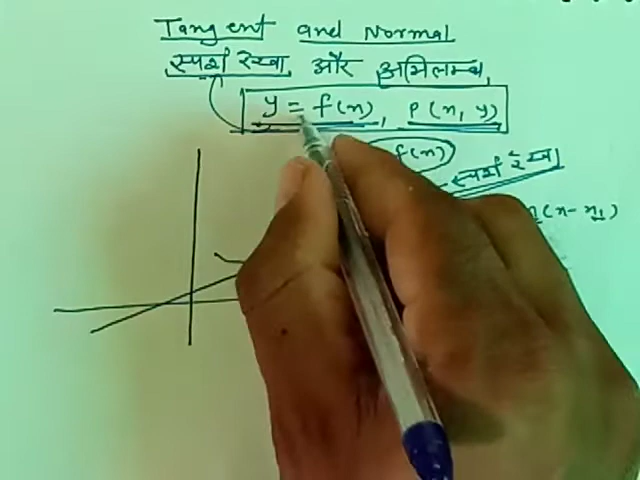 Tangent and Normal
स्पर्श रेखा और अभिलम्ब
y = f(x), P(x, y)
f(x)
स्पर्श रेखा
(x - x₁)